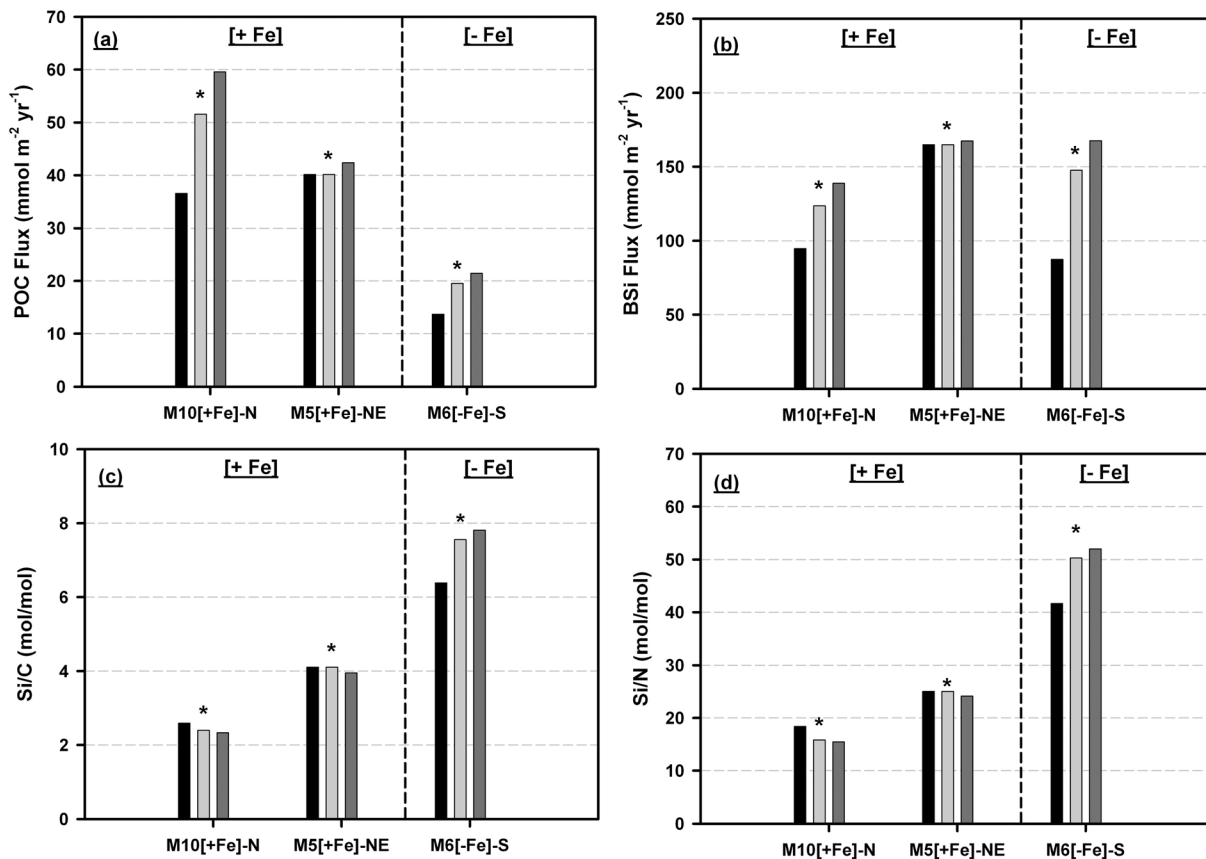 (a)
[+ Fe]
[- Fe]
POC Flux (mmol m⁻² yr⁻¹)
70
60
50
40
30
20
10
0
*
*
*
M10[+Fe]-N
M5[+Fe]-NE
M6[-Fe]-S
(b)
[+ Fe]
[- Fe]
BSi Flux (mmol m⁻² yr⁻¹)
250
200
150
100
50
0
*
*
*
M10[+Fe]-N
M5[+Fe]-NE
M6[-Fe]-S
(c)
[+ Fe]
[- Fe]
Si/C (mol/mol)
10
8
6
4
2
0
*
*
*
M10[+Fe]-N
M5[+Fe]-NE
M6[-Fe]-S
(d)
[+ Fe]
[- Fe]
Si/N (mol/mol)
70
60
50
40
30
20
10
0
*
*
*
M10[+Fe]-N
M5[+Fe]-NE
M6[-Fe]-S